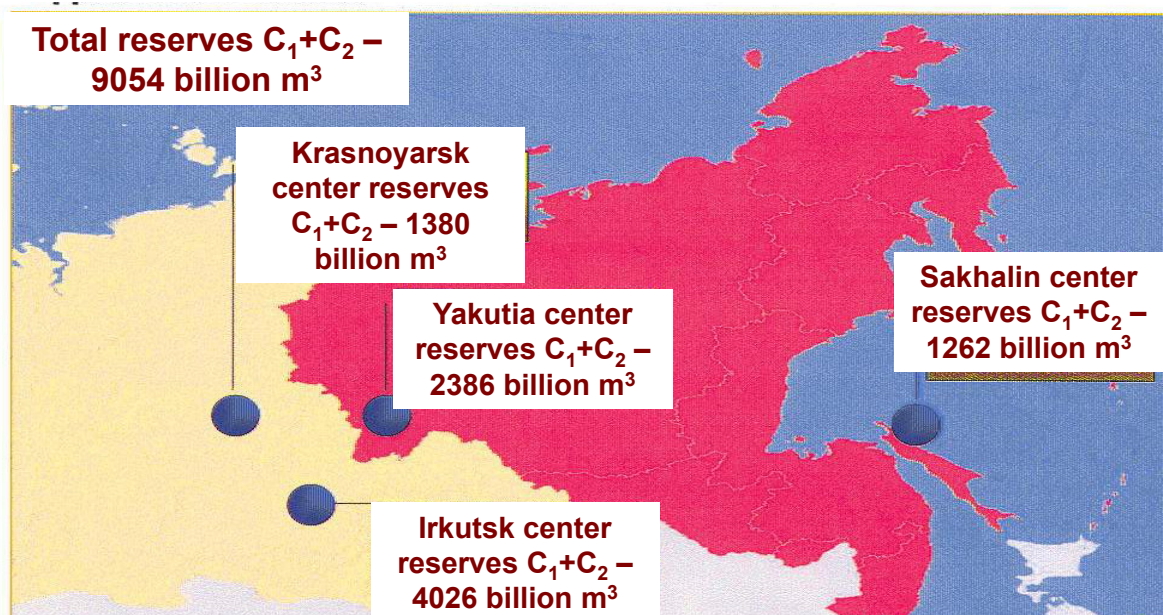 Total reserves C₁+C₂ –
9054 billion m³
Krasnoyarsk
center reserves
C₁+C₂ – 1380
billion m³
Yakutia center
reserves C₁+C₂ –
2386 billion m³
Sakhalin center
reserves C₁+C₂ –
1262 billion m³
Irkutsk center
reserves C₁+C₂ –
4026 billion m³